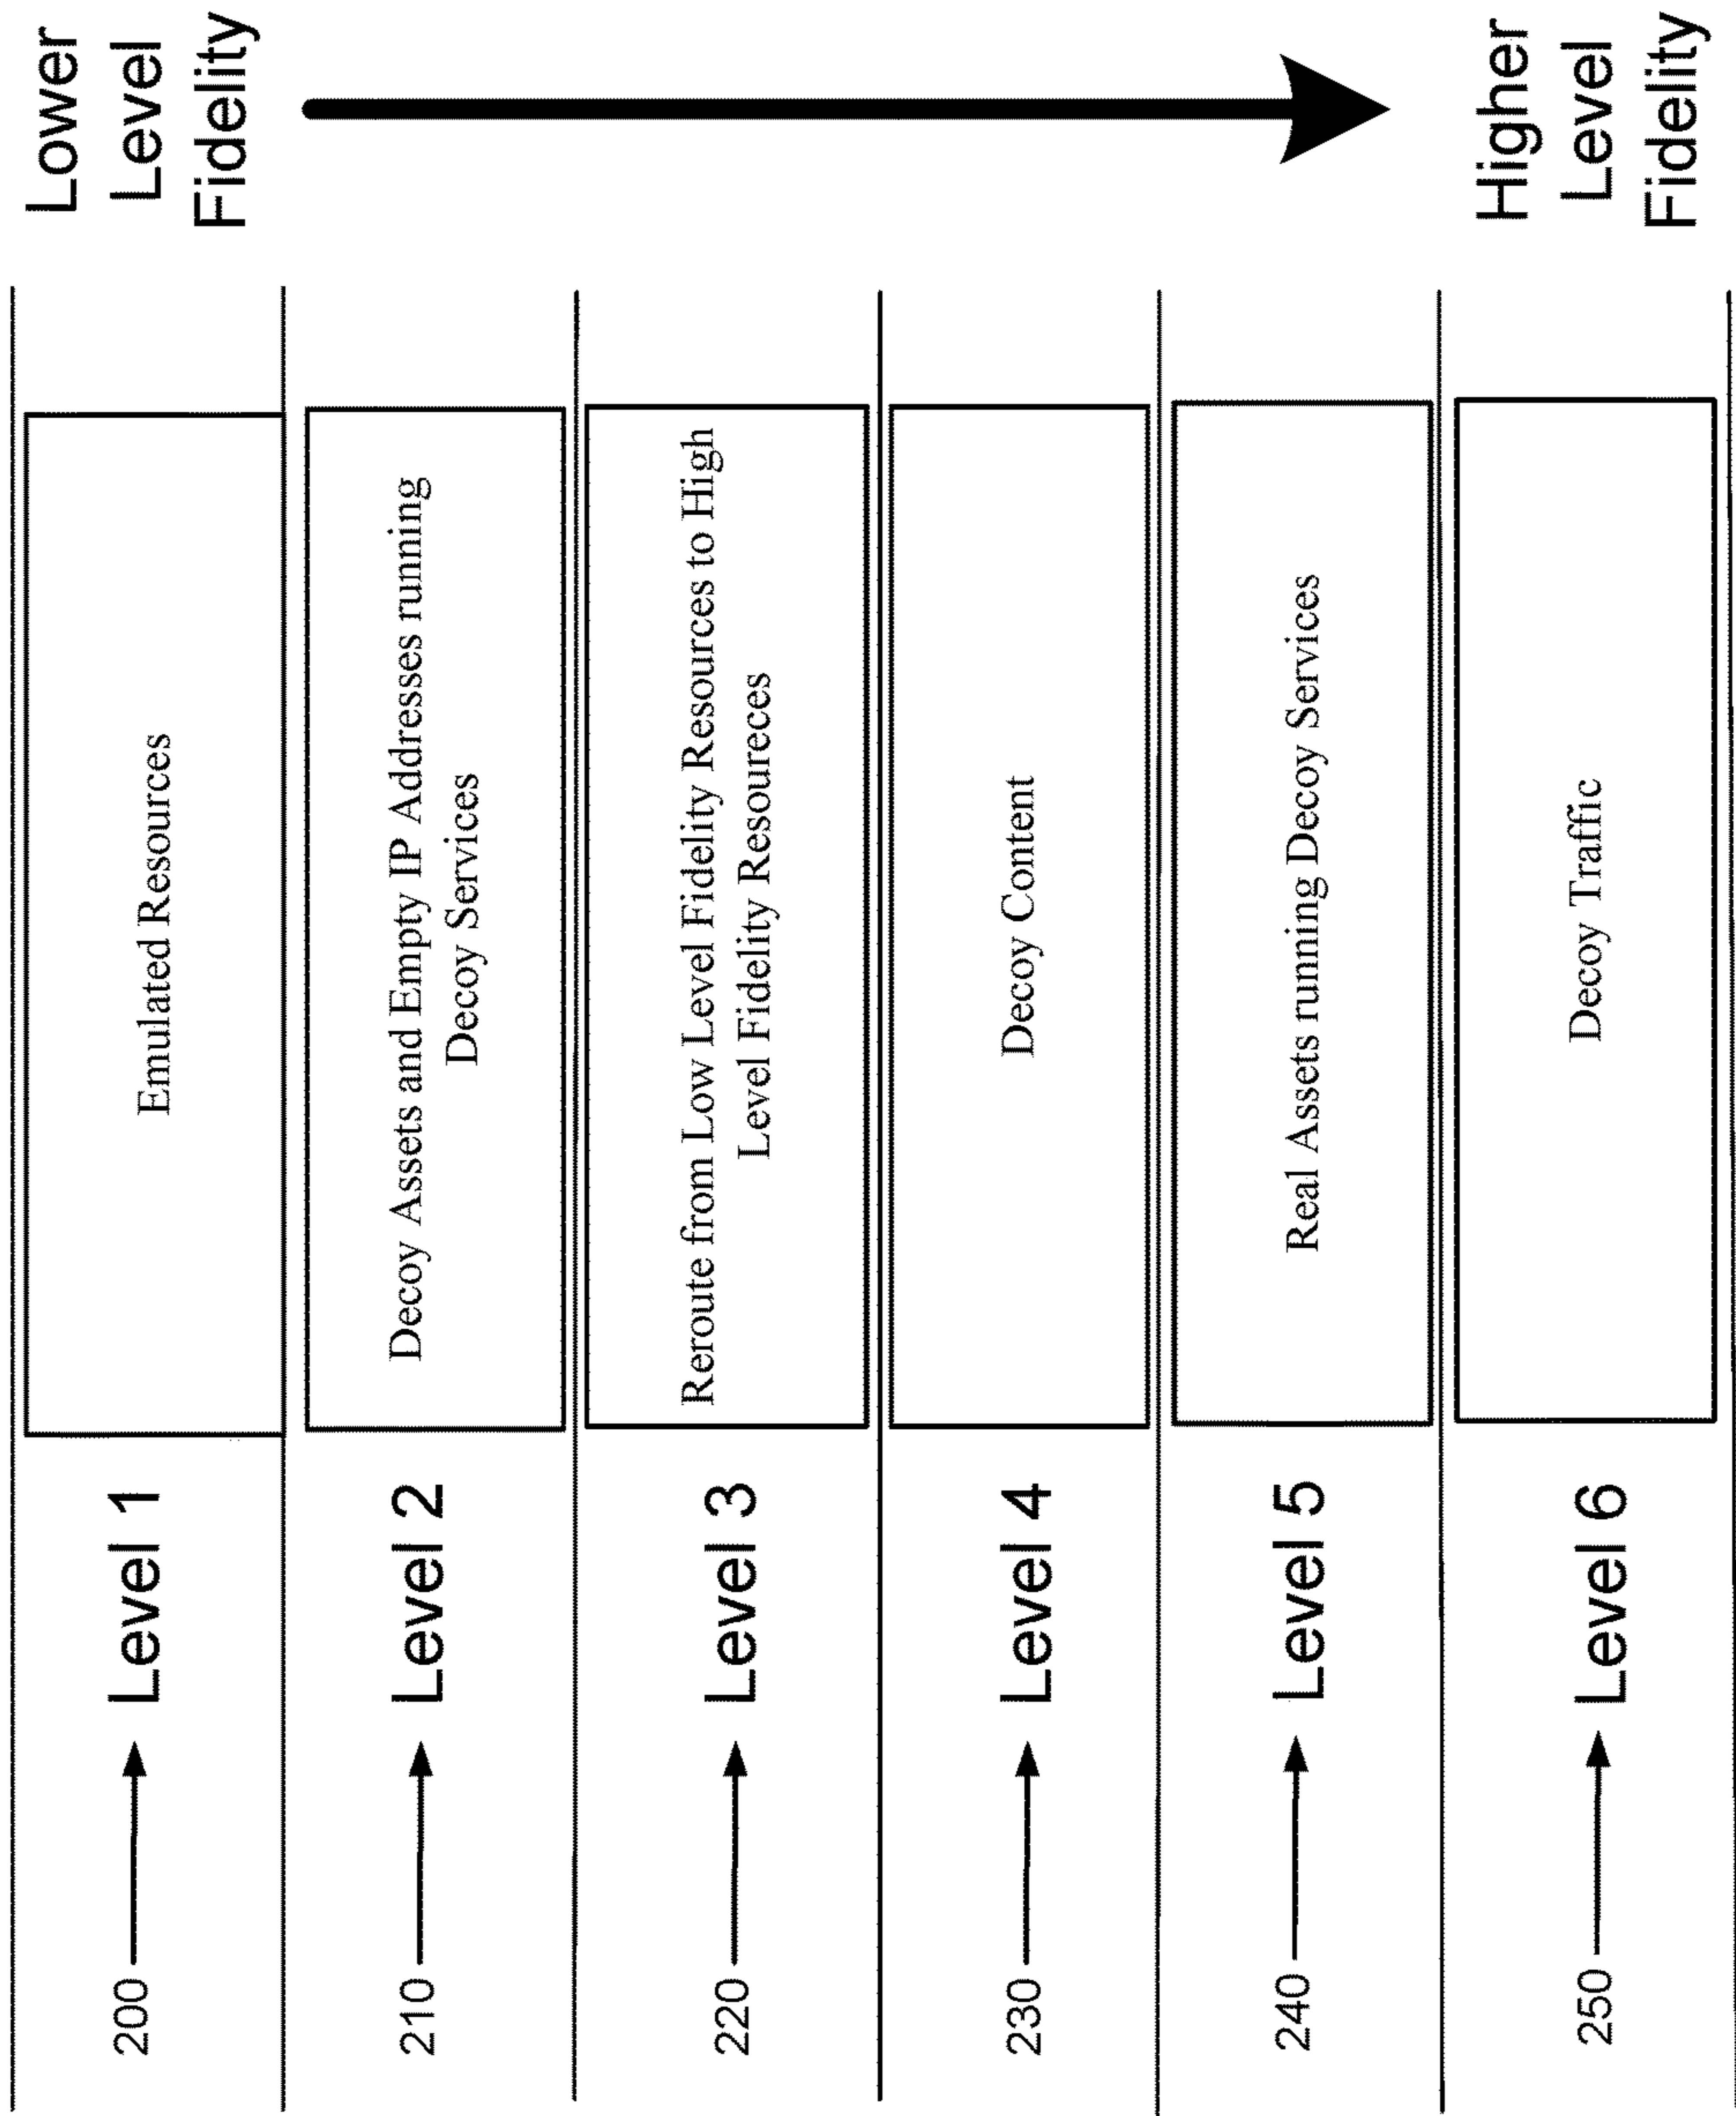 Lower
Level
Fidelity
200
Level 1
Emulated Resources
210
Level 2
Decoy Assets and Empty IP Addresses running
Decoy Services
220
Level 3
Reroute from Low Level Fidelity Resources to High
Level Fidelity Resoureces
230
Level 4
Decoy Content
240
Level 5
Real Assets running Decoy Services
250
Level 6
Decoy Traffic
Higher
Level
Fidelity